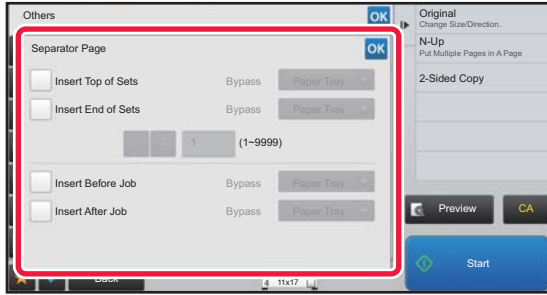 Others
OK
Original
Change Size/Direction.
Separator Page
OK
N-Up
Put Multiple Pages in A Page
Insert Top of Sets
Bypass
Paper Tray
2-Sided Copy
Insert End of Sets
Bypass
Paper Tray
1
(1~9999)
Insert Before Job
Bypass
Paper Tray
Insert After Job
Bypass
Paper Tray
Preview
CA
Start
Back
4
11x17